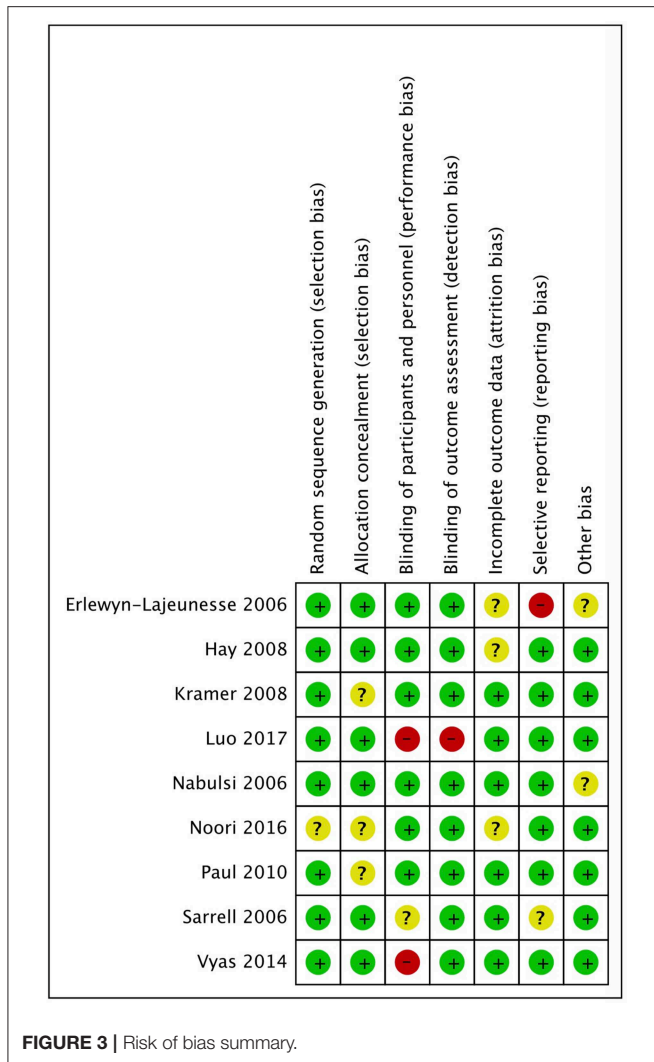 Random sequence generation (selection bias)
Allocation concealment (selection bias)
Blinding of participants and personnel (performance bias)
Blinding of outcome assessment (detection bias)
Incomplete outcome data (attrition bias)
Selective reporting (reporting bias)
Other bias
Erlewyn-Lajeunesse 2006 + + + + ? - ?
Hay 2008 + + + + ? + +
Kramer 2008 + ? + + + + +
Luo 2017 + + - - + + +
Nabulsi 2006 + + + + + + ?
Noori 2016 ? ? + + ? + +
Paul 2010 + ? + + + + +
Sarrell 2006 + + ? + + ? +
Vyas 2014 + + - + + + +
FIGURE 3 | Risk of bias summary.